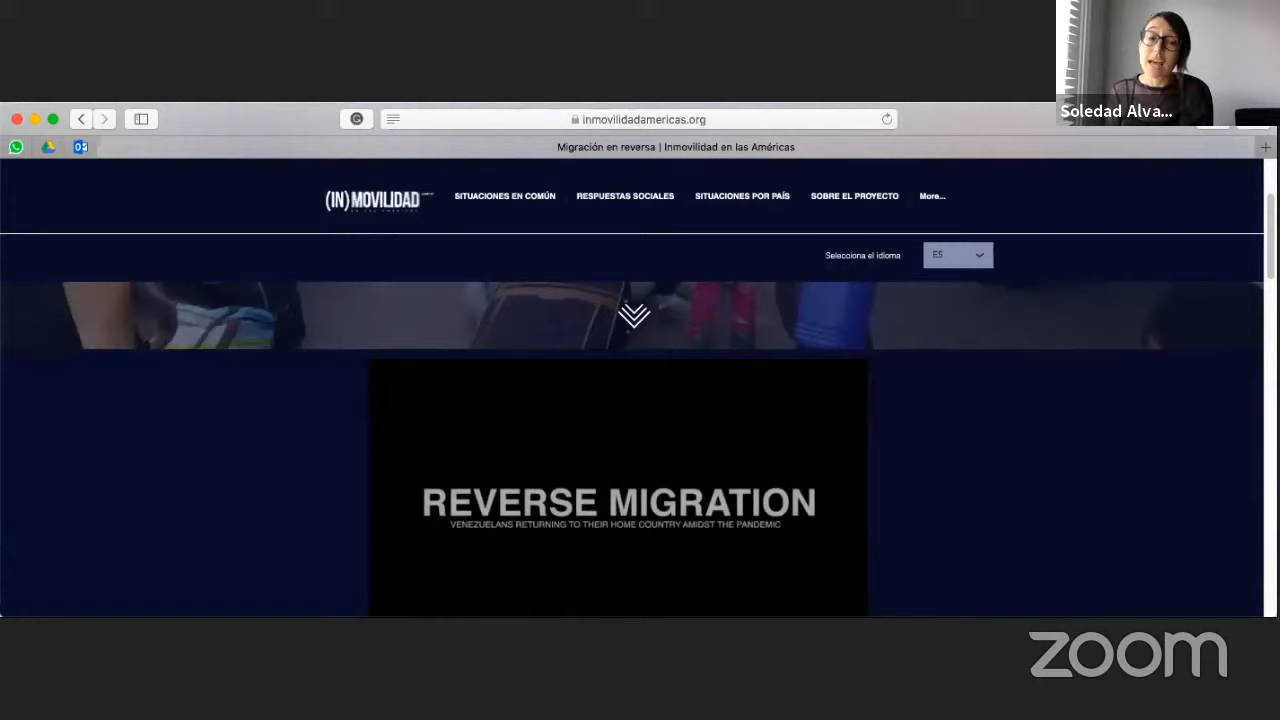 Soledad Alva...
inmovilidadamericas.org
Migración en reversa | Inmovilidad en las Américas
(IN)MOVILIDAD
SITUACIONES EN COMÚN
RESPUESTAS SOCIALES
SITUACIONES POR PAÍS
SOBRE EL PROYECTO
More...
Selecciona el idioma
ES
REVERSE MIGRATION
VENEZUELANS RETURNING TO THEIR HOME COUNTRY AMIDST THE PANDEMIC
zoom